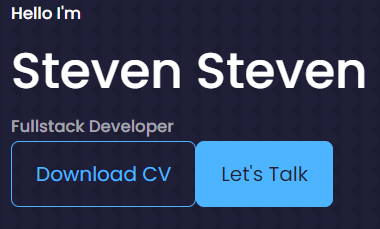 Hello I'm
Steven Steven
Fullstack Developer
Download CV Let's Talk